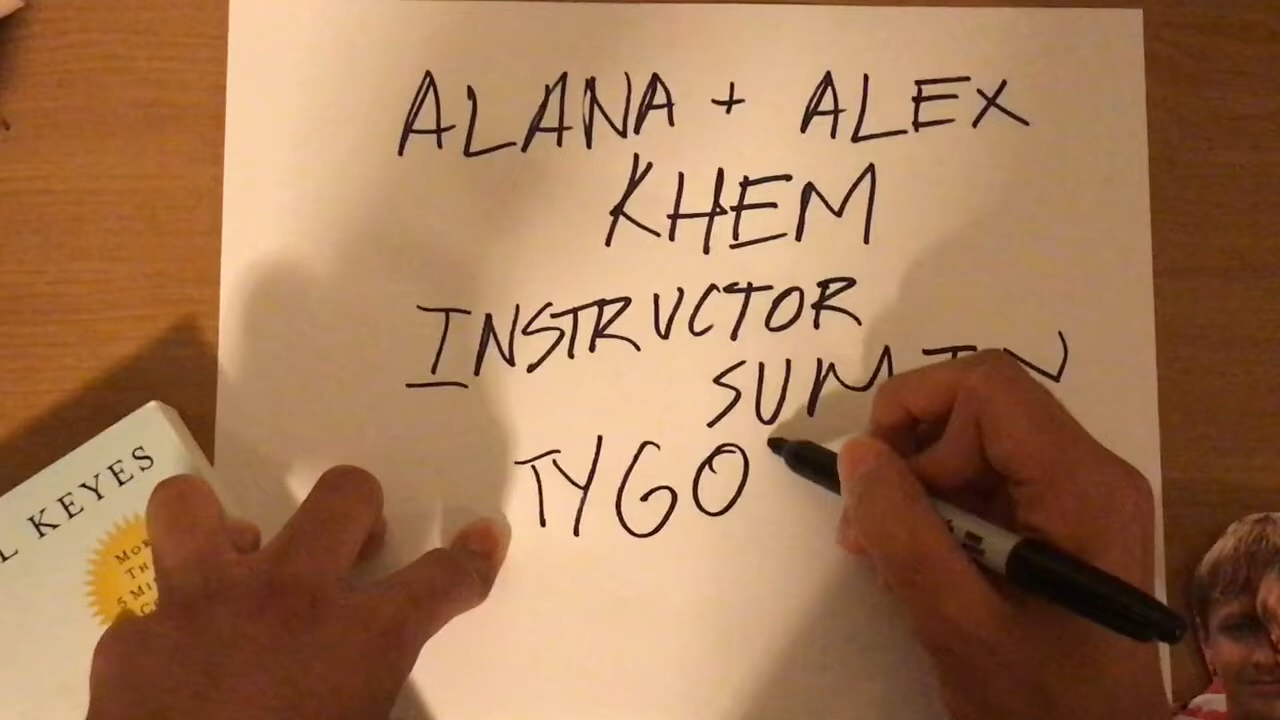 ALANA + ALEX
KHEM
INSTRUCTOR
TYGO
L KEYES